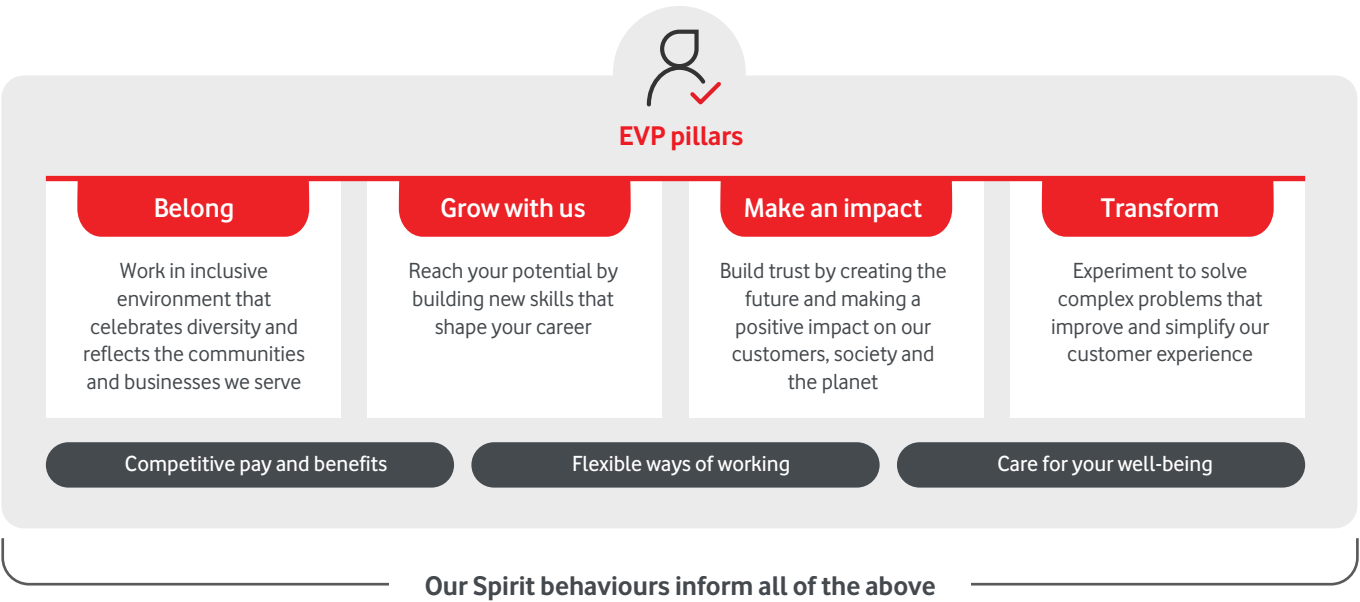 EVP pillars
Belong
Work in inclusive
environment that
celebrates diversity and
reflects the communities
and businesses we serve
Grow with us
Reach your potential by
building new skills that
shape your career
Make an impact
Build trust by creating the
future and making a
positive impact on our
customers, society and
the planet
Transform
Experiment to solve
complex problems that
improve and simplify our
customer experience
Competitive pay and benefits
Flexible ways of working
Care for your well-being
Our Spirit behaviours inform all of the above